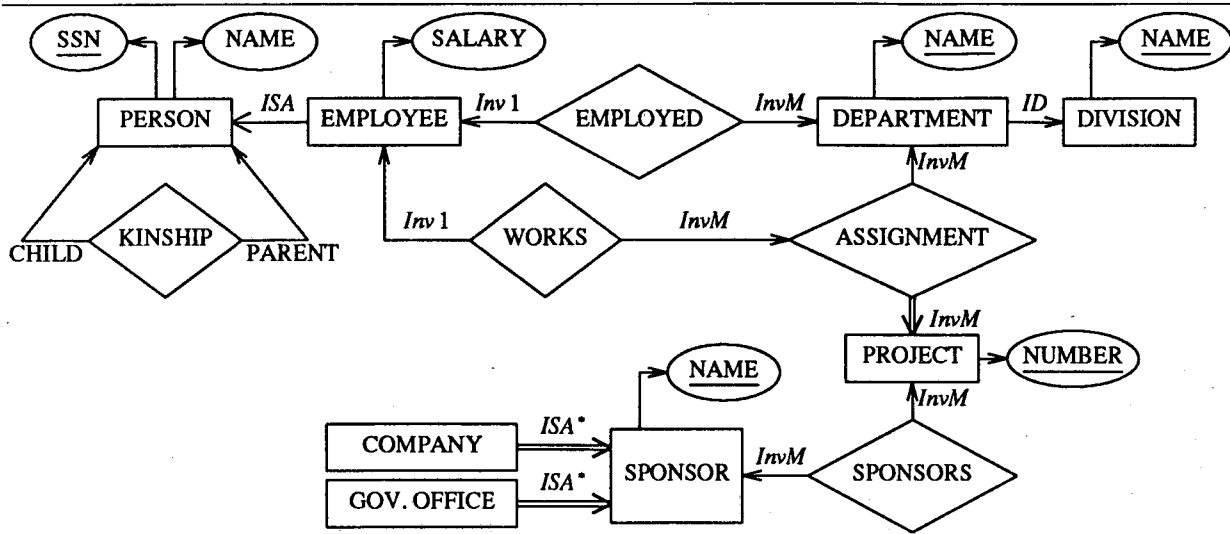 SSN NAME SALARY NAME NAME
PERSON ISA EMPLOYEE Inv 1 EMPLOYED InvM DEPARTMENT ID DIVISION
InvM
CHILD KINSHIP PARENT Inv 1 WORKS InvM ASSIGNMENT
InvM
PROJECT NUMBER
NAME InvM
COMPANY ISA*
SPONSOR InvM SPONSORS
GOV. OFFICE ISA*